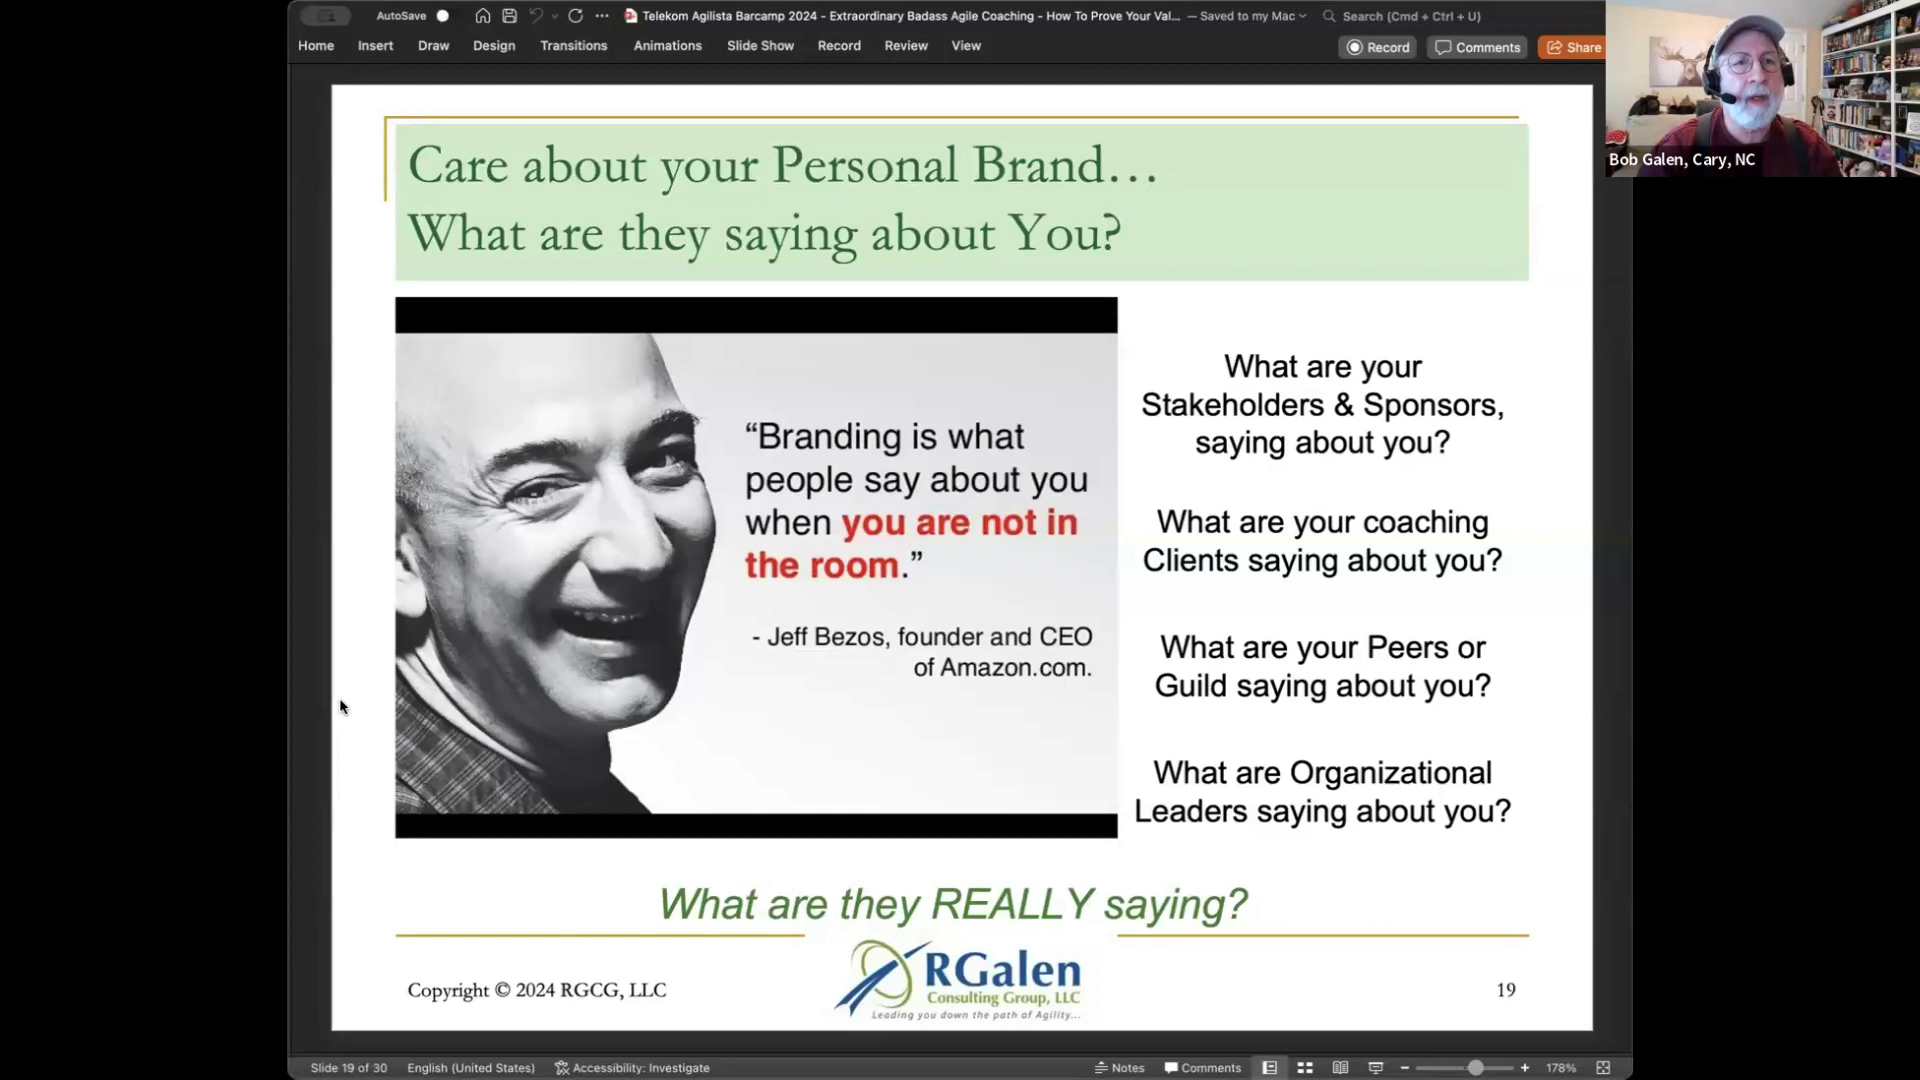 AutoSave
Telekom Agilista Barcamp 2024 - Extraordinary Badass Agile Coaching - How To Prove Your Val... — Saved to my Mac
Search (Cmd + Ctrl + U)
Home Insert Draw Design Transitions Animations Slide Show Record Review View
Record Comments Share
Bob Galen, Cary, NC
Care about your Personal Brand…
What are they saying about You?
“Branding is what
people say about you
when you are not in
the room.”
- Jeff Bezos, founder and CEO
of Amazon.com.
What are your
Stakeholders & Sponsors,
saying about you?
What are your coaching
Clients saying about you?
What are your Peers or
Guild saying about you?
What are Organizational
Leaders saying about you?
What are they REALLY saying?
RGalen
Consulting Group, LLC
Leading you down the path of Agility...
Copyright © 2024 RGCG, LLC
19
Slide 19 of 30 English (United States) Accessibility: Investigate Notes Comments 178%